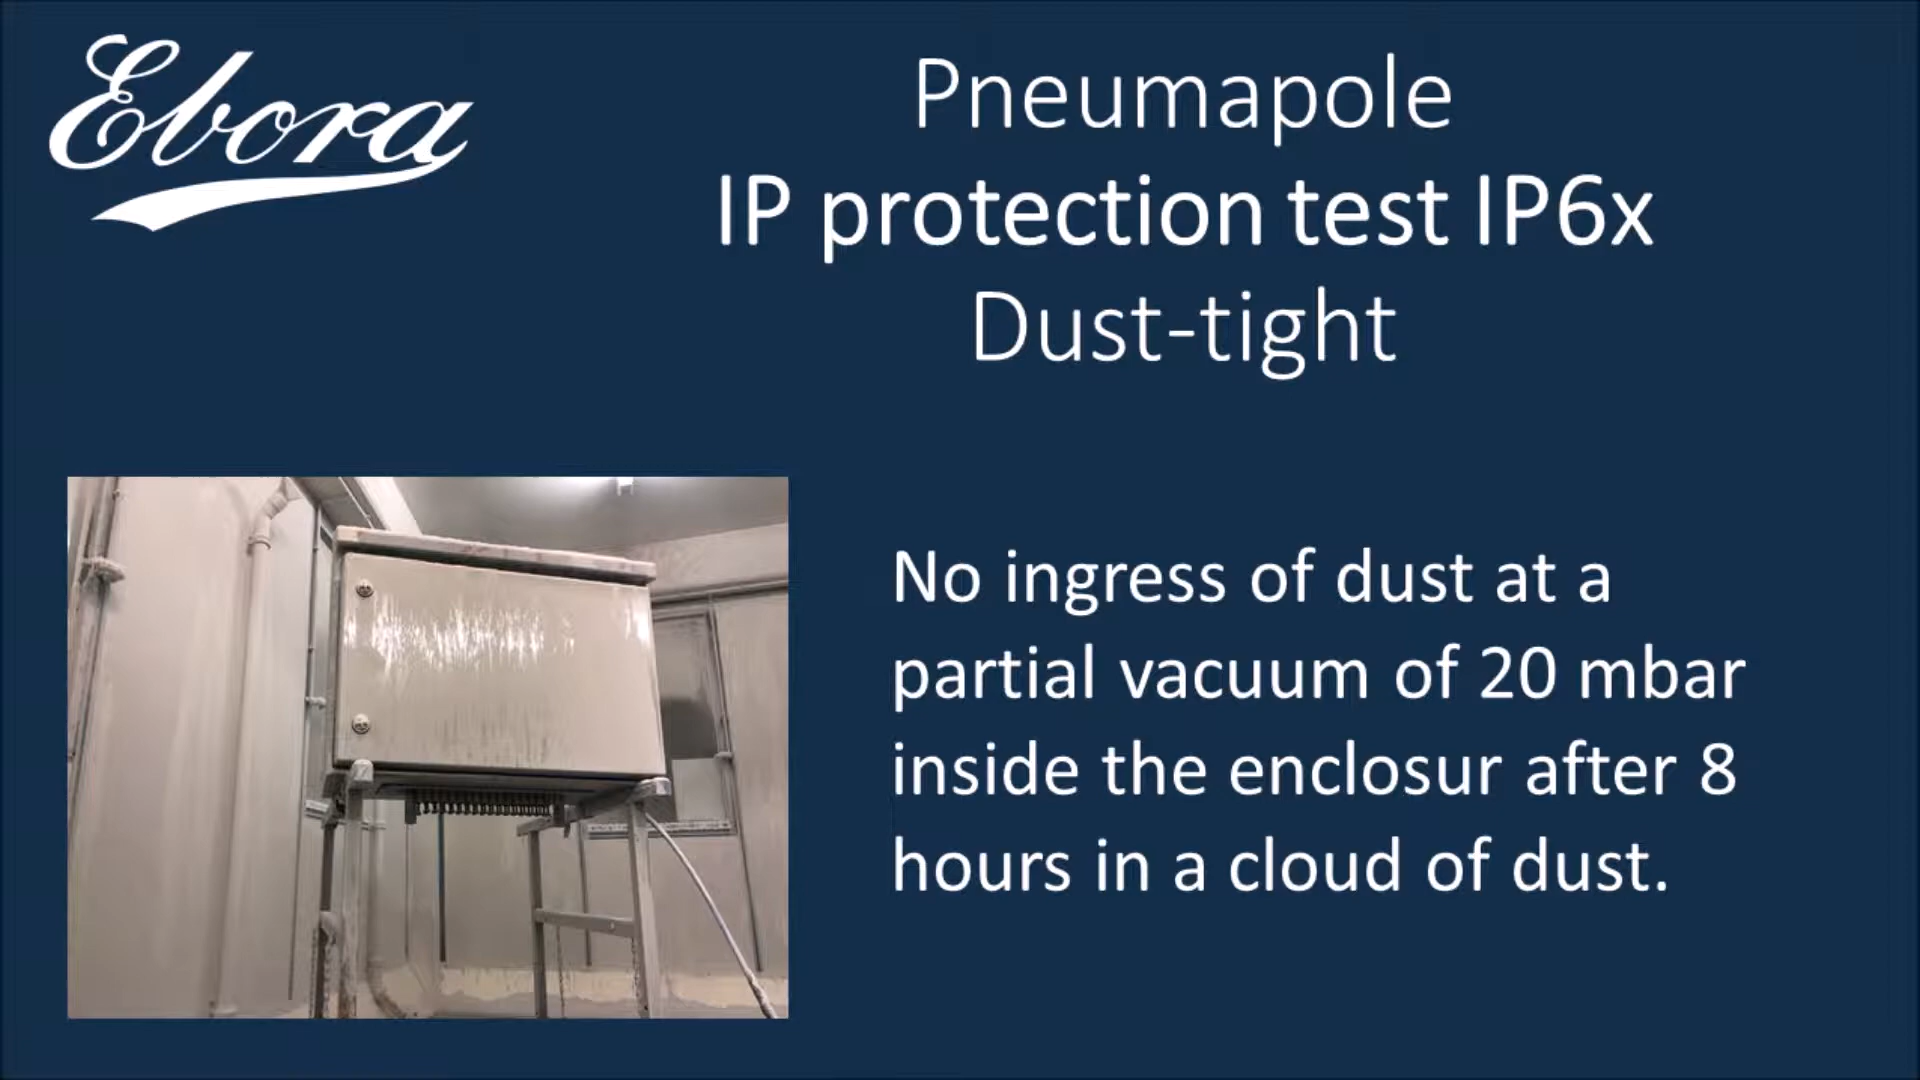 Ebora
Pneumapole
IP protection test IP6x
Dust-tight
No ingress of dust at a
partial vacuum of 20 mbar
inside the enclosur after 8
hours in a cloud of dust.